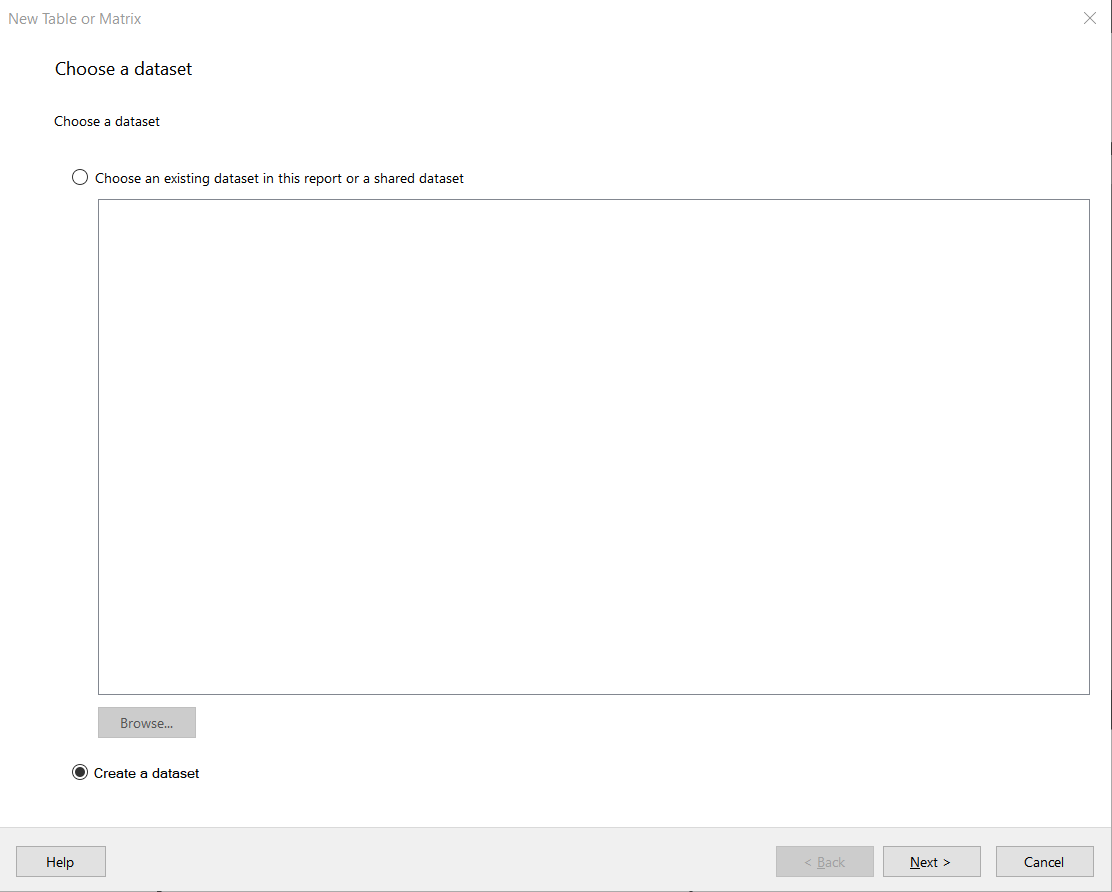 New Table or Matrix
Choose a dataset
Choose a dataset
Choose an existing dataset in this report or a shared dataset
Browse...
Create a dataset
Help
< Back
Next >
Cancel